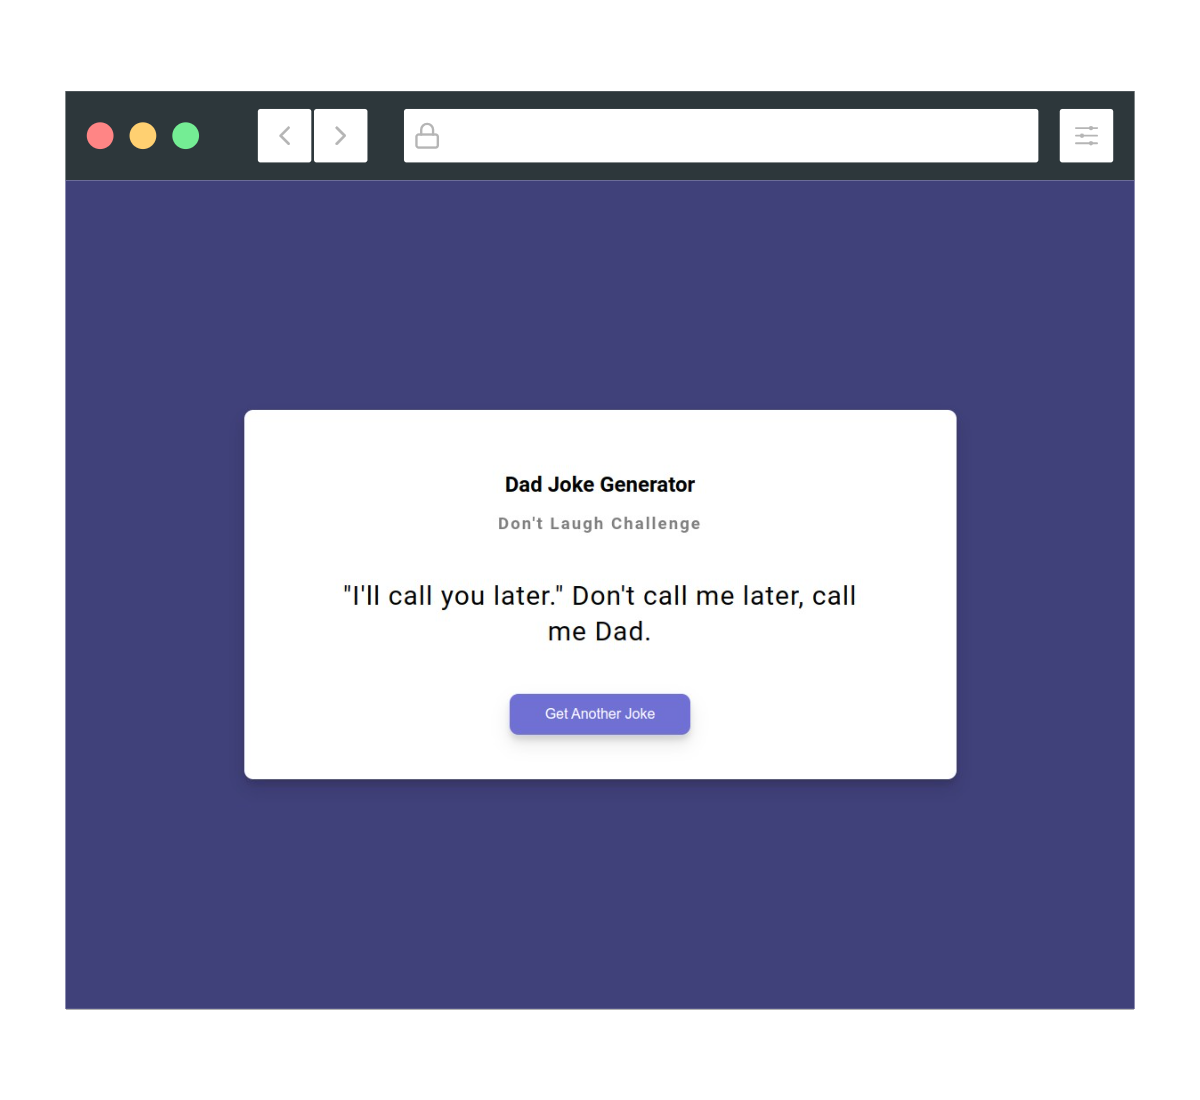 Dad Joke Generator
Don't Laugh Challenge
"I'll call you later." Don't call me later, call
me Dad.
Get Another Joke